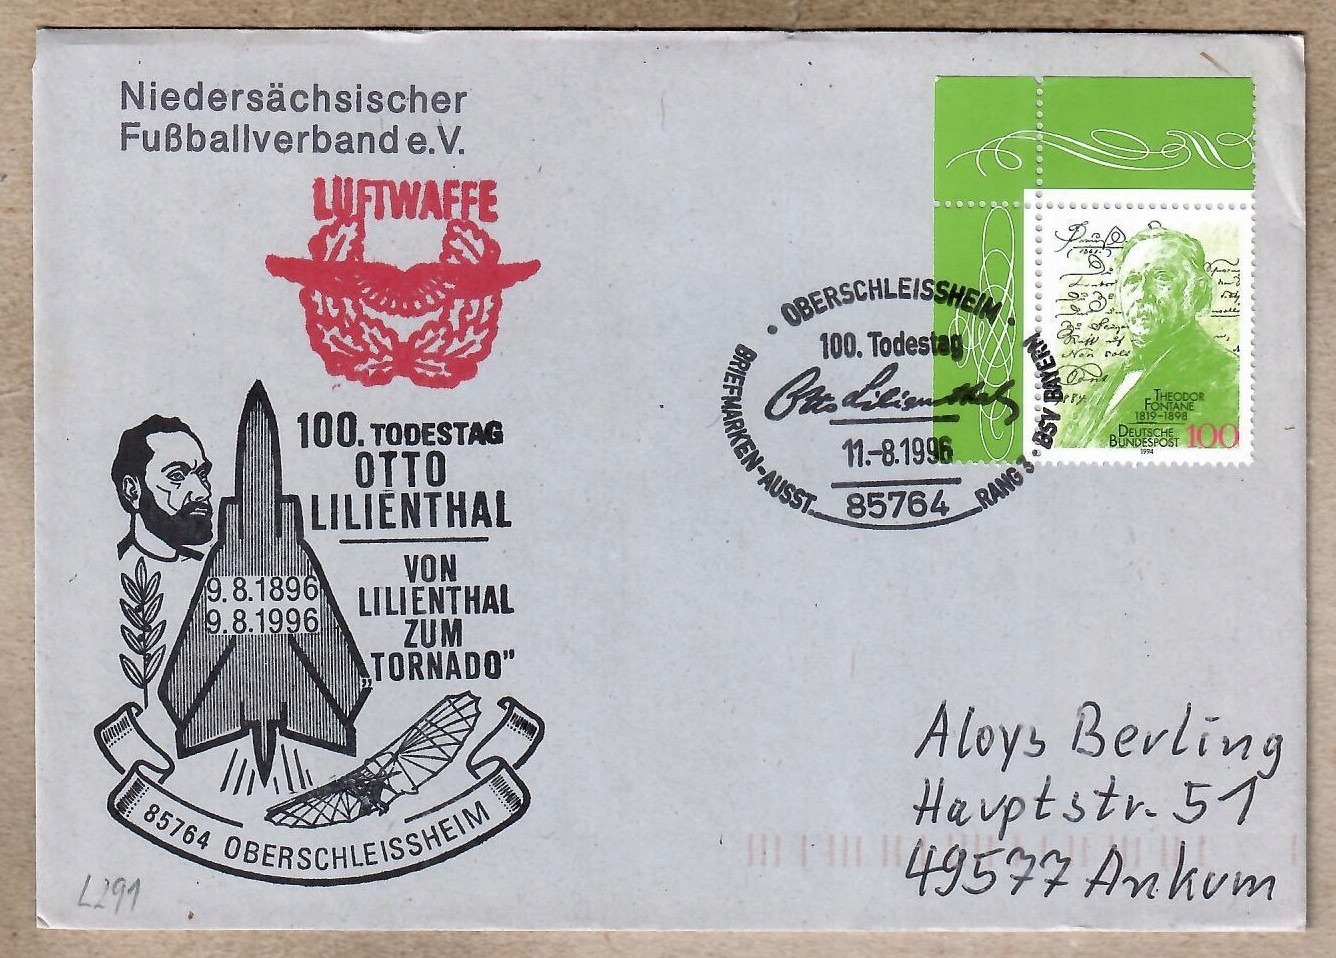 Niedersächsischer
Fußballverband e.V.
LUFTWAFFE
100. TODESTAG
OTTO
LILIENTHAL
VON
LILIENTHAL
ZUM
„TORNADO”
9.8.1896
9.8.1996
85764 OBERSCHLEISSHEIM
L291
• OBERSCHLEISSHEIM •
100. Todestag
Otto Lilienthal
11.-8.1996
85764
BRIEFMARKEN-AUSST.
RANG 3 • BSV BAYERN
THEODOR
FONTANE
1819–1898
DEUTSCHE
BUNDESPOST 100
1994
Aloys Berling
Hauptstr. 51
49577 Ankum